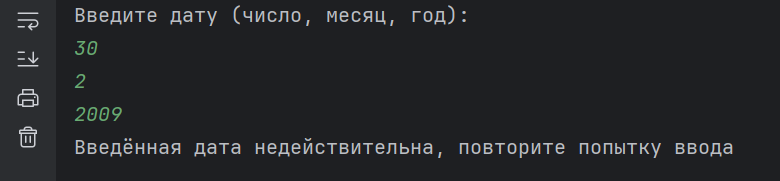 Введите дату (число, месяц, год):
30
2
2009
Введённая дата недействительна, повторите попытку ввода